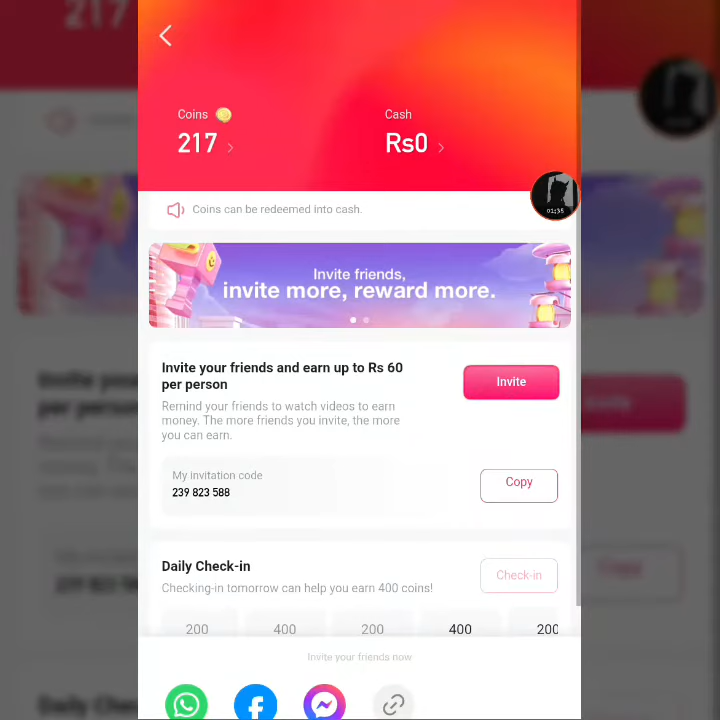 Coins
Cash
217
Rs0
Coins can be redeemed into cash.
01:35
Invite friends,
invite more, reward more.
Invite your friends and earn up to Rs 60
per person
Invite
Remind your friends to watch videos to earn
money. The more friends you invite, the more
you can earn.
My invitation code
239 823 588
Copy
Daily Check-in
Checking-in tomorrow can help you earn 400 coins!
Check-in
200 400 200 400 200
Invite your friends now